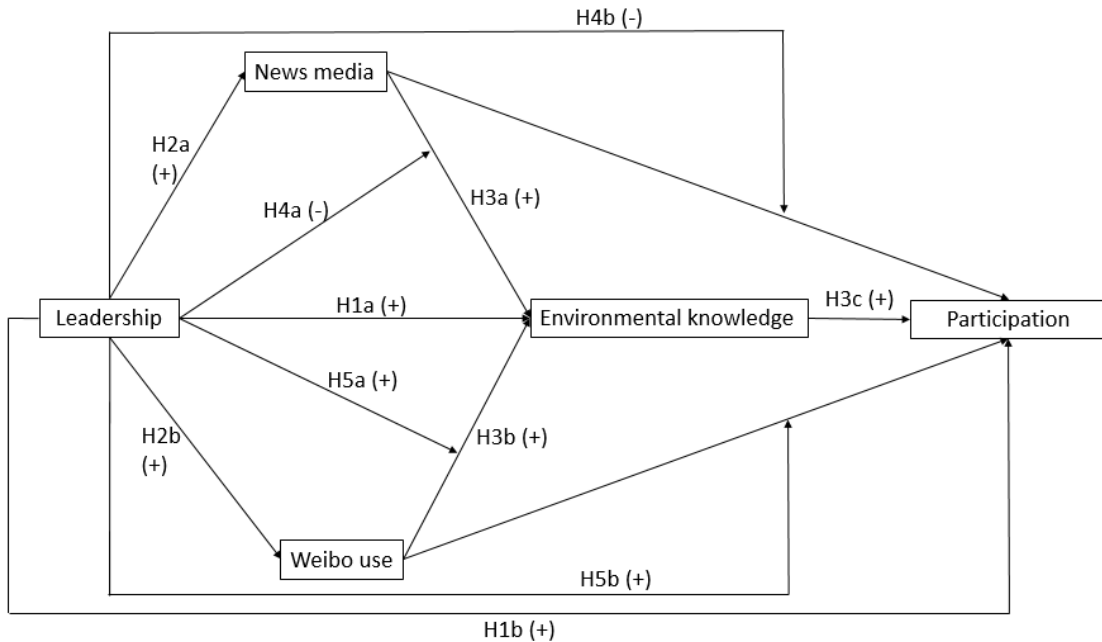 H4b (-)
News media
H2a
(+)
H3a (+)
H4a (-)
H1a (+)
H3c (+)
Leadership
Environmental knowledge
Participation
H5a (+)
H2b
(+)
H3b (+)
Weibo use
H5b (+)
H1b (+)